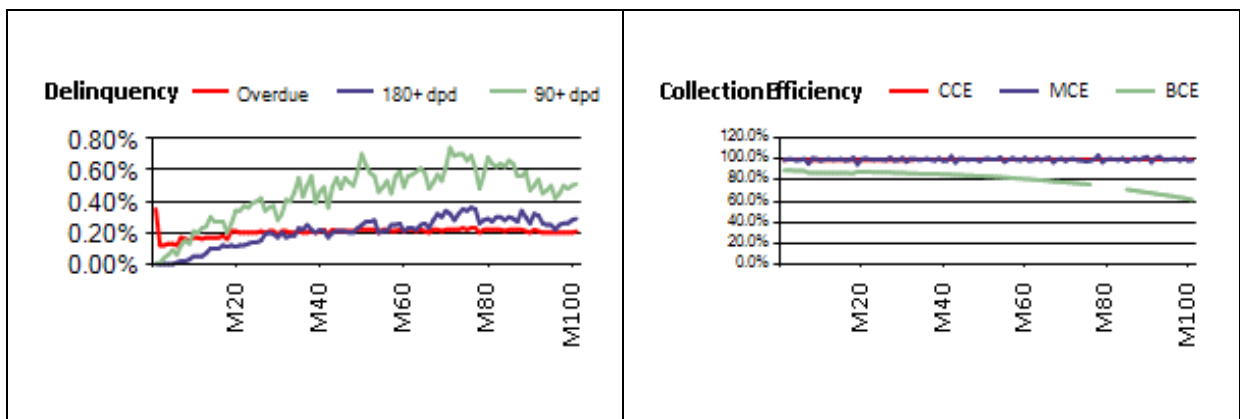 Delinquency Overdue 180+ dpd 90+ dpd
0.80%
0.60%
0.40%
0.20%
0.00%
M20
M40
M60
M80
M100
Collection Efficiency CCE MCE BCE
120.0%
100.0%
80.0%
60.0%
40.0%
20.0%
0.0%
M20
M40
M60
M80
M100